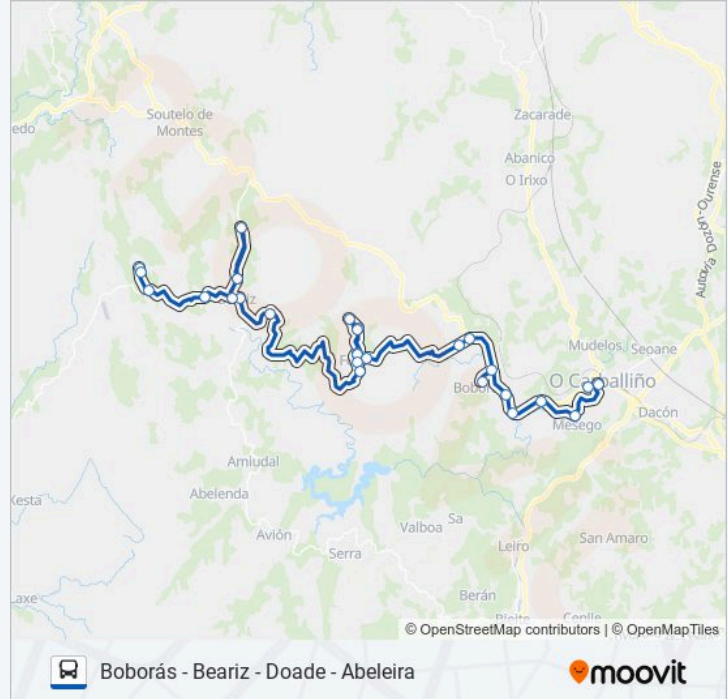 Soutelo de
Montes
Zacarade
Abanico
O Irixo
Autovía Dozón-Ourense
Mudelos
Seoane
O Carballiño
Dacón
Mesego
Amiudal
Abelenda
Avión
Serra
Valboa
Sa
Leiro
San Amaro
Berán
© OpenStreetMap contributors | © OpenMapTiles
Boborás - Beariz - Doade - Abeleira
moovit